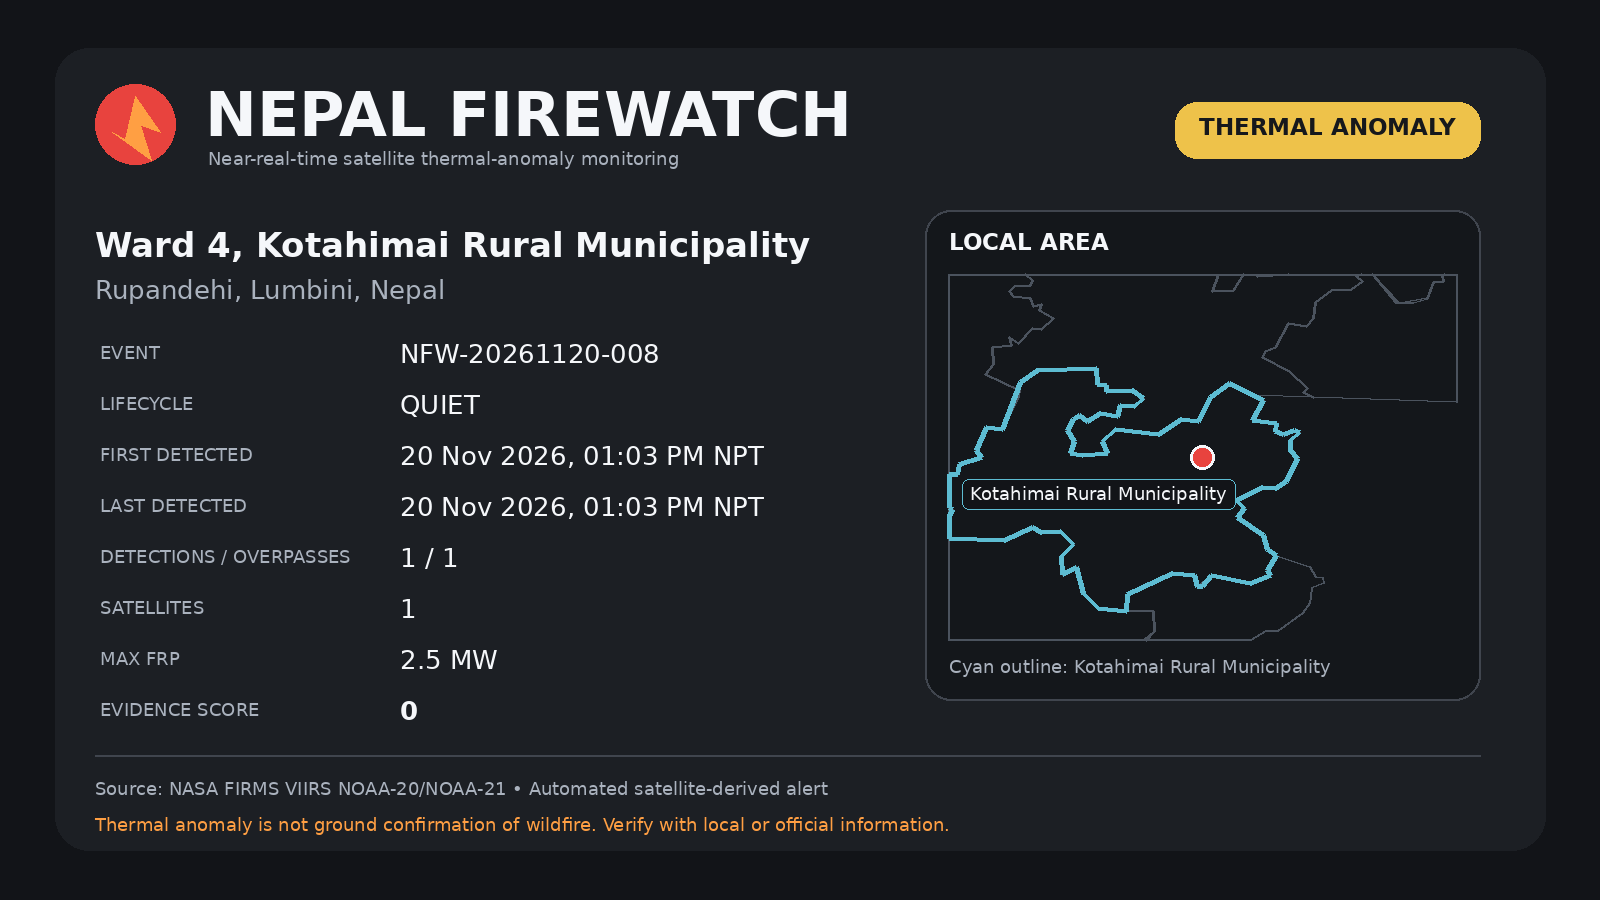 NEPAL FIREWATCH
Near-real-time satellite thermal-anomaly monitoring
THERMAL ANOMALY
Ward 4, Kotahimai Rural Municipality
Rupandehi, Lumbini, Nepal
EVENT NFW-20261120-008
LIFECYCLE QUIET
FIRST DETECTED 20 Nov 2026, 01:03 PM NPT
LAST DETECTED 20 Nov 2026, 01:03 PM NPT
DETECTIONS / OVERPASSES 1 / 1
SATELLITES 1
MAX FRP 2.5 MW
EVIDENCE SCORE 0
LOCAL AREA
Kotahimai Rural Municipality
Cyan outline: Kotahimai Rural Municipality
Source: NASA FIRMS VIIRS NOAA-20/NOAA-21 • Automated satellite-derived alert
Thermal anomaly is not ground confirmation of wildfire. Verify with local or official information.